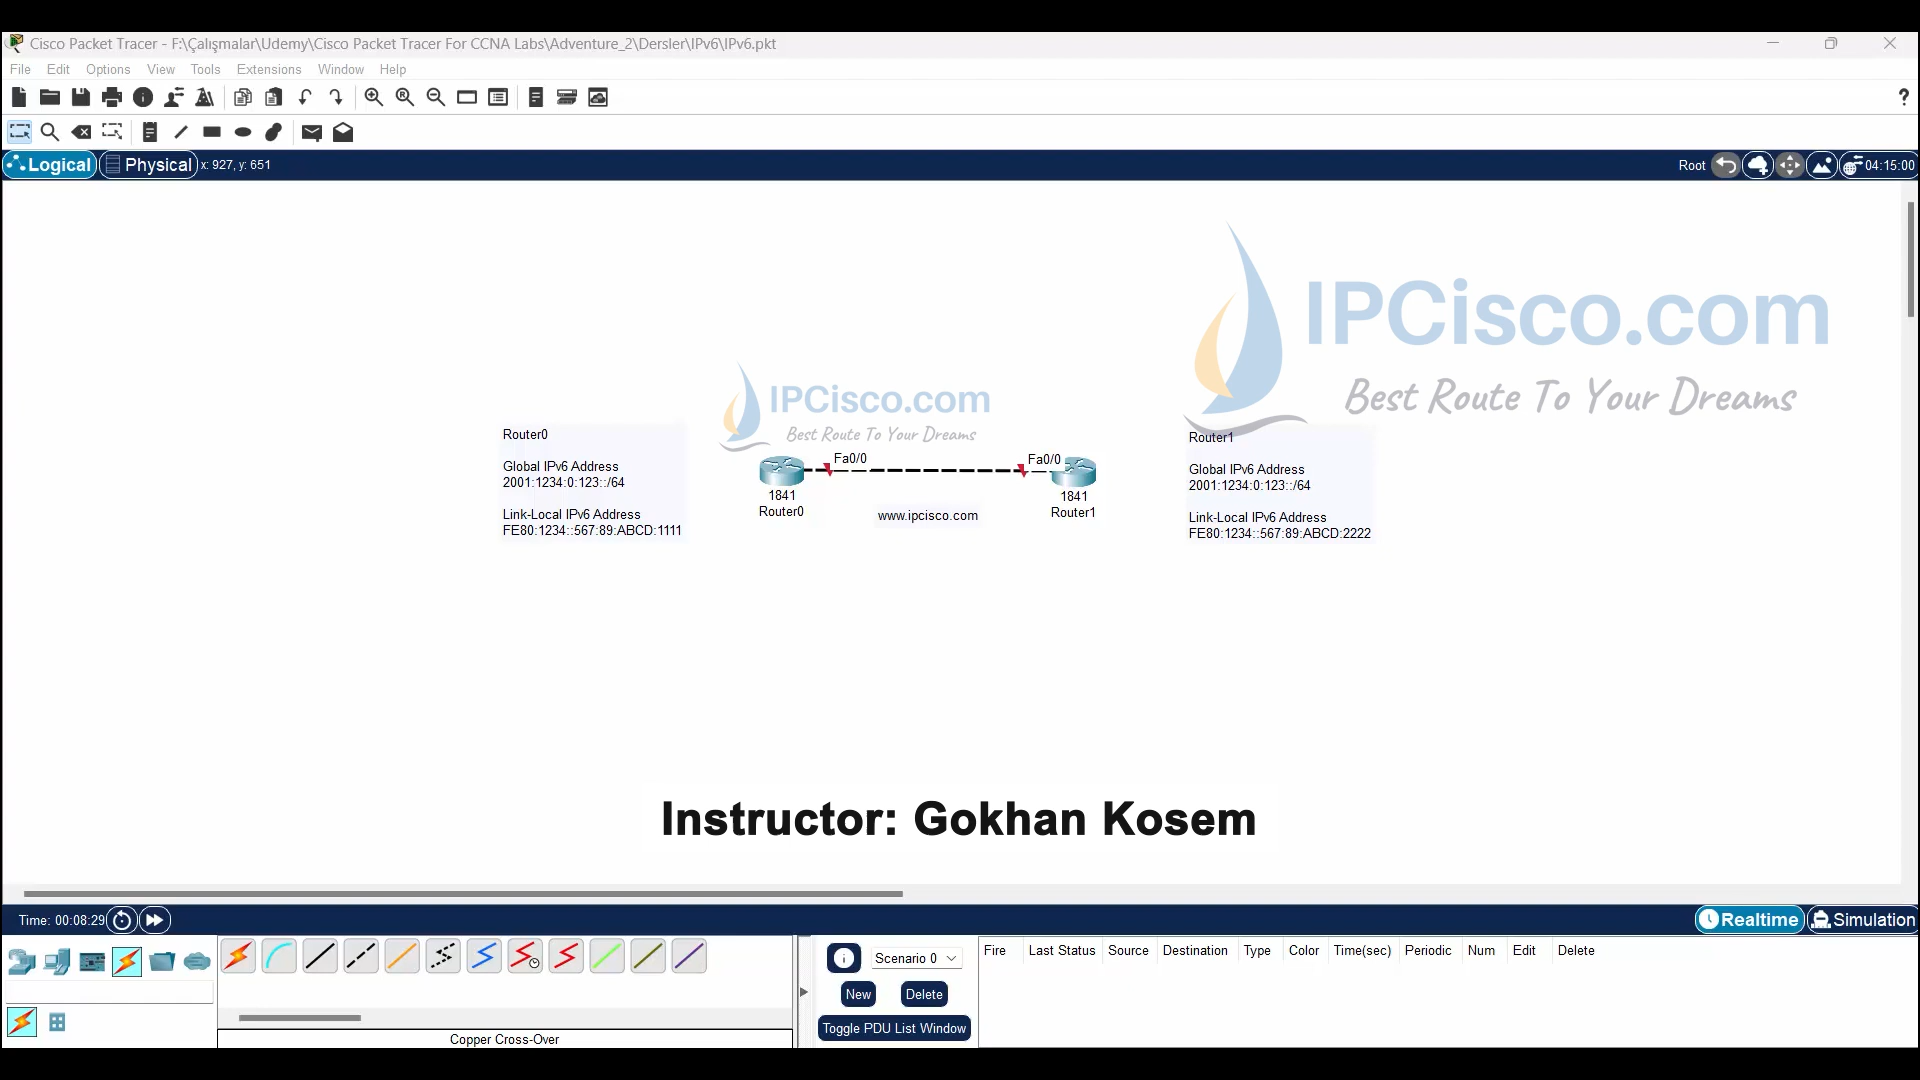 Cisco Packet Tracer - F:\Çalışmalar\Udemy\Cisco Packet Tracer For CCNA Labs\Adventure_2\Dersler\IPv6\IPv6.pkt
File Edit Options View Tools Extensions Window Help
?
Logical Physical x: 927, y: 651 Root 04:15:00
IPCisco.com
Best Route To Your Dreams
IPCisco.com
Best Route To Your Dreams
Router0
Global IPv6 Address
2001:1234:0:123::/64
Link-Local IPv6 Address
FE80:1234::567:89:ABCD:1111
Fa0/0 Fa0/0
1841
Router0
www.ipcisco.com
1841
Router1
Router1
Global IPv6 Address
2001:1234:0:123::/64
Link-Local IPv6 Address
FE80:1234::567:89:ABCD:2222
Instructor: Gokhan Kosem
Time: 00:08:29 Realtime Simulation
Scenario 0
New Delete
Toggle PDU List Window
Fire Last Status Source Destination Type Color Time(sec) Periodic Num Edit Delete
Copper Cross-Over